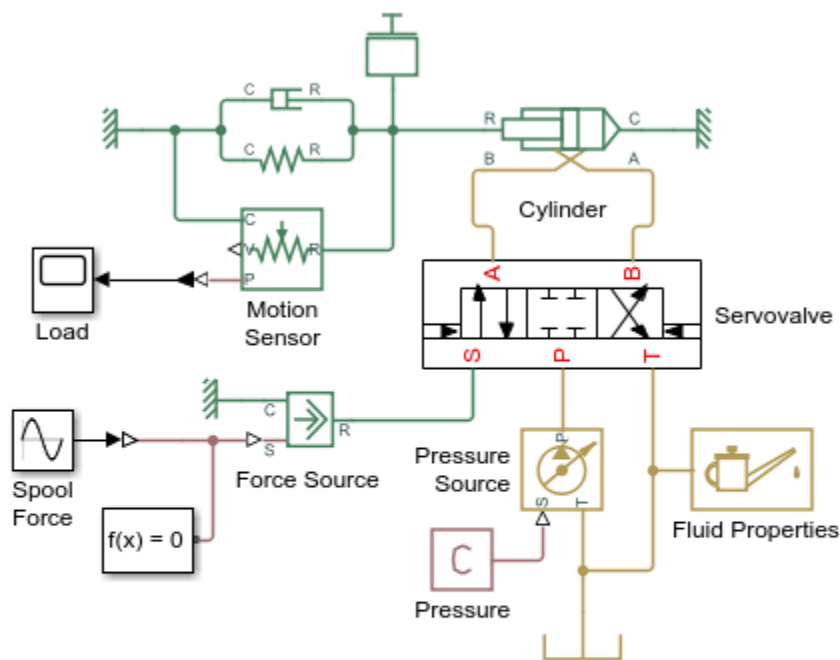 C R
R C
C R
B A
Cylinder
C
V R
P
A B
Load
Motion
Sensor
Servovalve
S P T
C
R
S
P
Pressure
Source
Spool
Force
Force Source
S T
Fluid Properties
f(x) = 0
C
Pressure